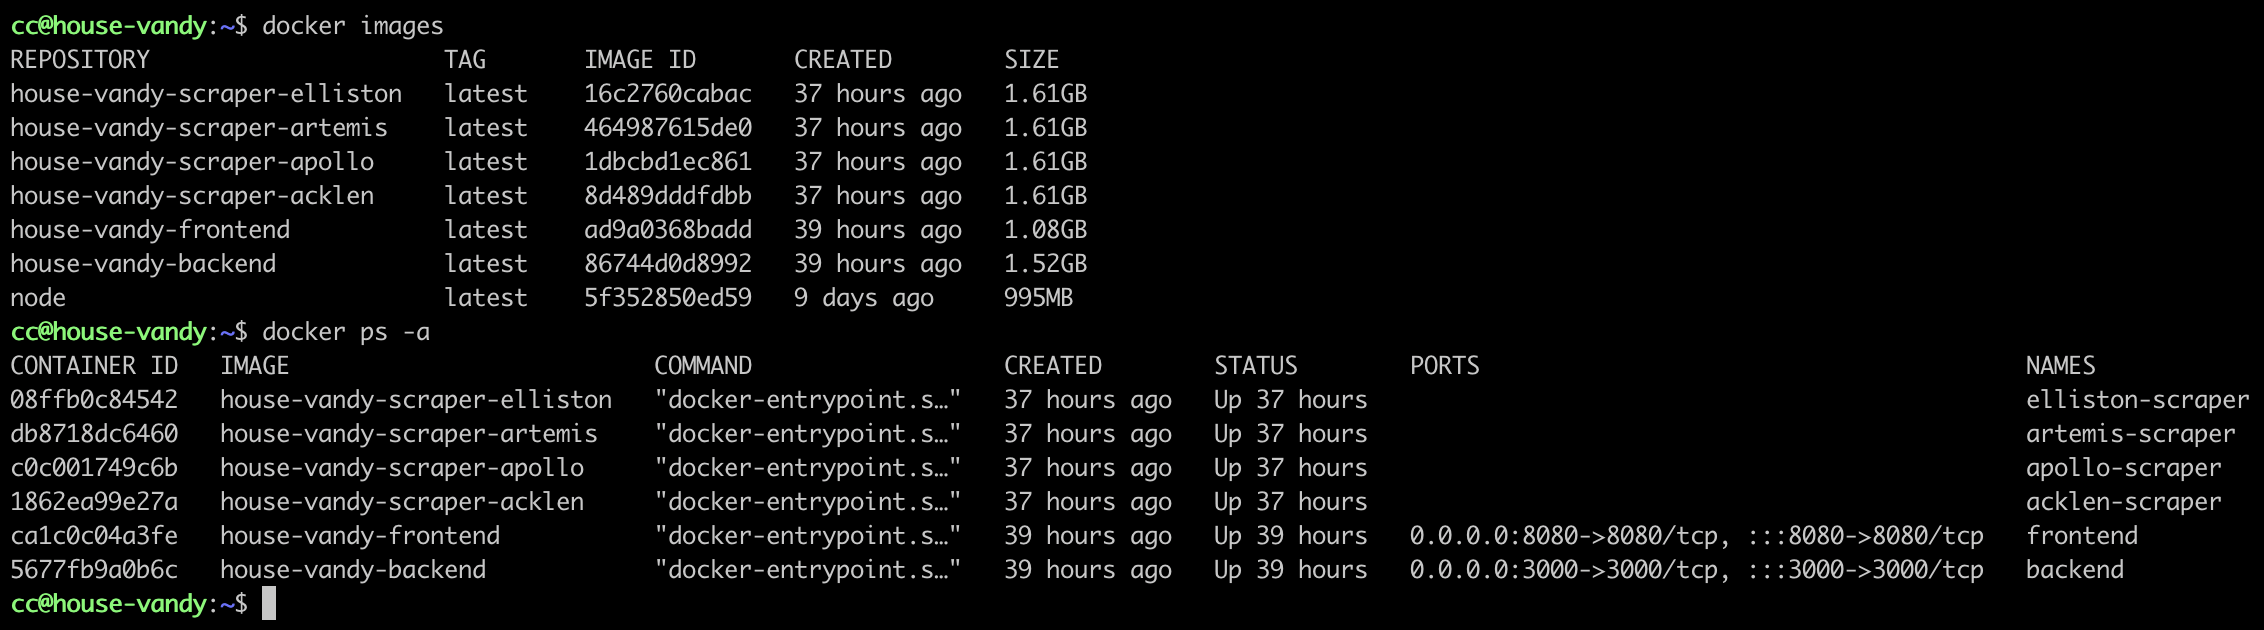 cc@house-vandy:~$ docker images
REPOSITORY                     TAG       IMAGE ID       CREATED        SIZE
house-vandy-scraper-elliston   latest    16c2760cabac   37 hours ago   1.61GB
house-vandy-scraper-artemis    latest    464987615de0   37 hours ago   1.61GB
house-vandy-scraper-apollo     latest    1dbcbd1ec861   37 hours ago   1.61GB
house-vandy-scraper-acklen     latest    8d489dddfdbb   37 hours ago   1.61GB
house-vandy-frontend           latest    ad9a0368badd   39 hours ago   1.08GB
house-vandy-backend            latest    86744d0d8992   39 hours ago   1.52GB
node                           latest    5f352850ed59   9 days ago     995MB
cc@house-vandy:~$ docker ps -a
CONTAINER ID   IMAGE                          COMMAND                  CREATED        STATUS        PORTS                                       NAMES
08ffb0c84542   house-vandy-scraper-elliston   "docker-entrypoint.s…"   37 hours ago   Up 37 hours                                               elliston-scraper
db8718dc6460   house-vandy-scraper-artemis    "docker-entrypoint.s…"   37 hours ago   Up 37 hours                                               artemis-scraper
c0c001749c6b   house-vandy-scraper-apollo     "docker-entrypoint.s…"   37 hours ago   Up 37 hours                                               apollo-scraper
1862ea99e27a   house-vandy-scraper-acklen     "docker-entrypoint.s…"   37 hours ago   Up 37 hours                                               acklen-scraper
ca1c0c04a3fe   house-vandy-frontend           "docker-entrypoint.s…"   39 hours ago   Up 39 hours   0.0.0.0:8080->8080/tcp, :::8080->8080/tcp   frontend
5677fb9a0b6c   house-vandy-backend            "docker-entrypoint.s…"   39 hours ago   Up 39 hours   0.0.0.0:3000->3000/tcp, :::3000->3000/tcp   backend
cc@house-vandy:~$